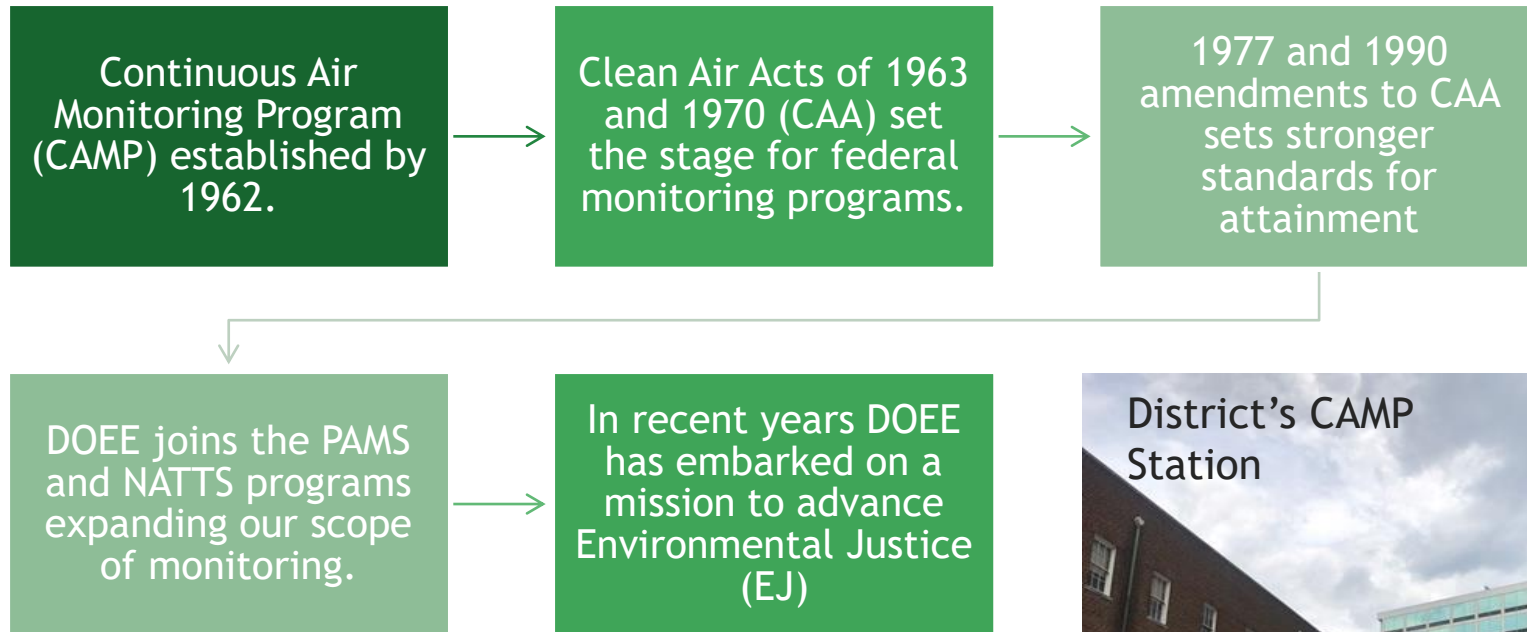 Continuous Air
Monitoring Program
(CAMP) established by
1962.
Clean Air Acts of 1963
and 1970 (CAA) set
the stage for federal
monitoring programs.
1977 and 1990
amendments to CAA
sets stronger
standards for
attainment
DOEE joins the PAMS
and NATTS programs
expanding our scope
of monitoring.
In recent years DOEE
has embarked on a
mission to advance
Environmental Justice
(EJ)
District’s CAMP
Station